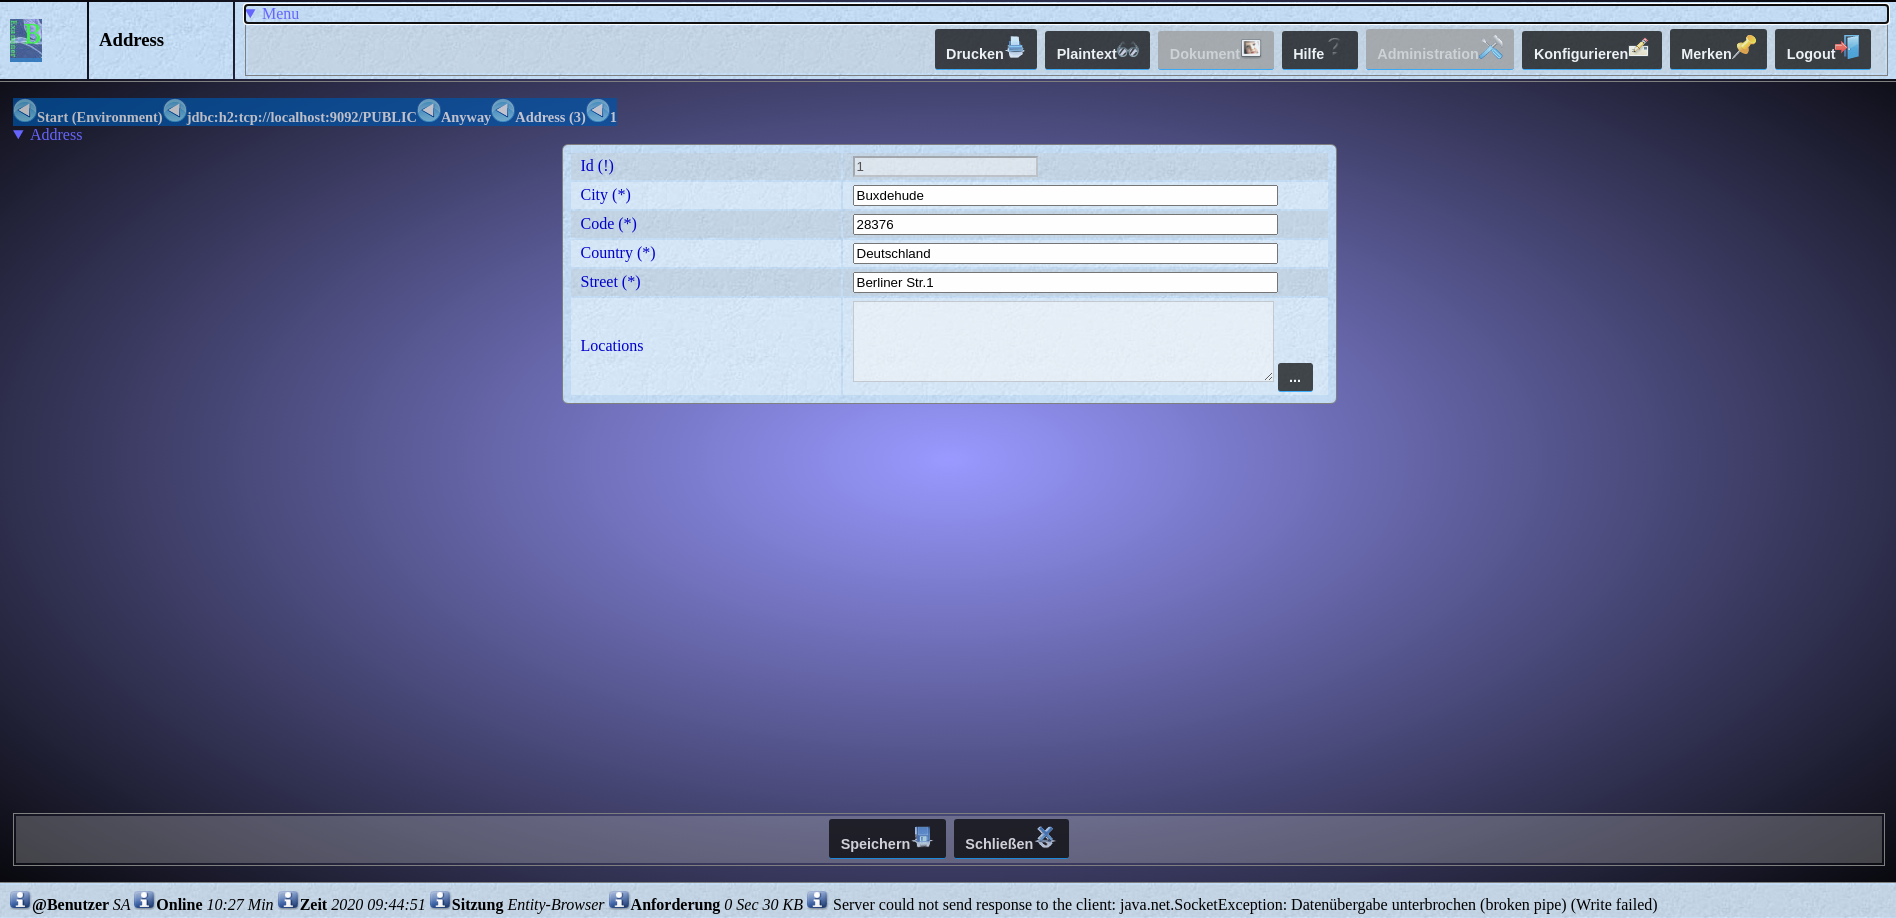 B
Address
▼ Menu
Drucken Plaintext Dokument Hilfe Administration Konfigurieren Merken Logout
Start (Environment) jdbc:h2:tcp://localhost:9092/PUBLIC Anyway Address (3) 1
▼ Address
Id (!) 1
City (*) Buxdehude
Code (*) 28376
Country (*) Deutschland
Street (*) Berliner Str.1
Locations
...
Speichern Schließen
@Benutzer SA Online 10:27 Min Zeit 2020 09:44:51 Sitzung Entity-Browser Anforderung 0 Sec 30 KB Server could not send response to the client: java.net.SocketException: Datenübergabe unterbrochen (broken pipe) (Write failed)